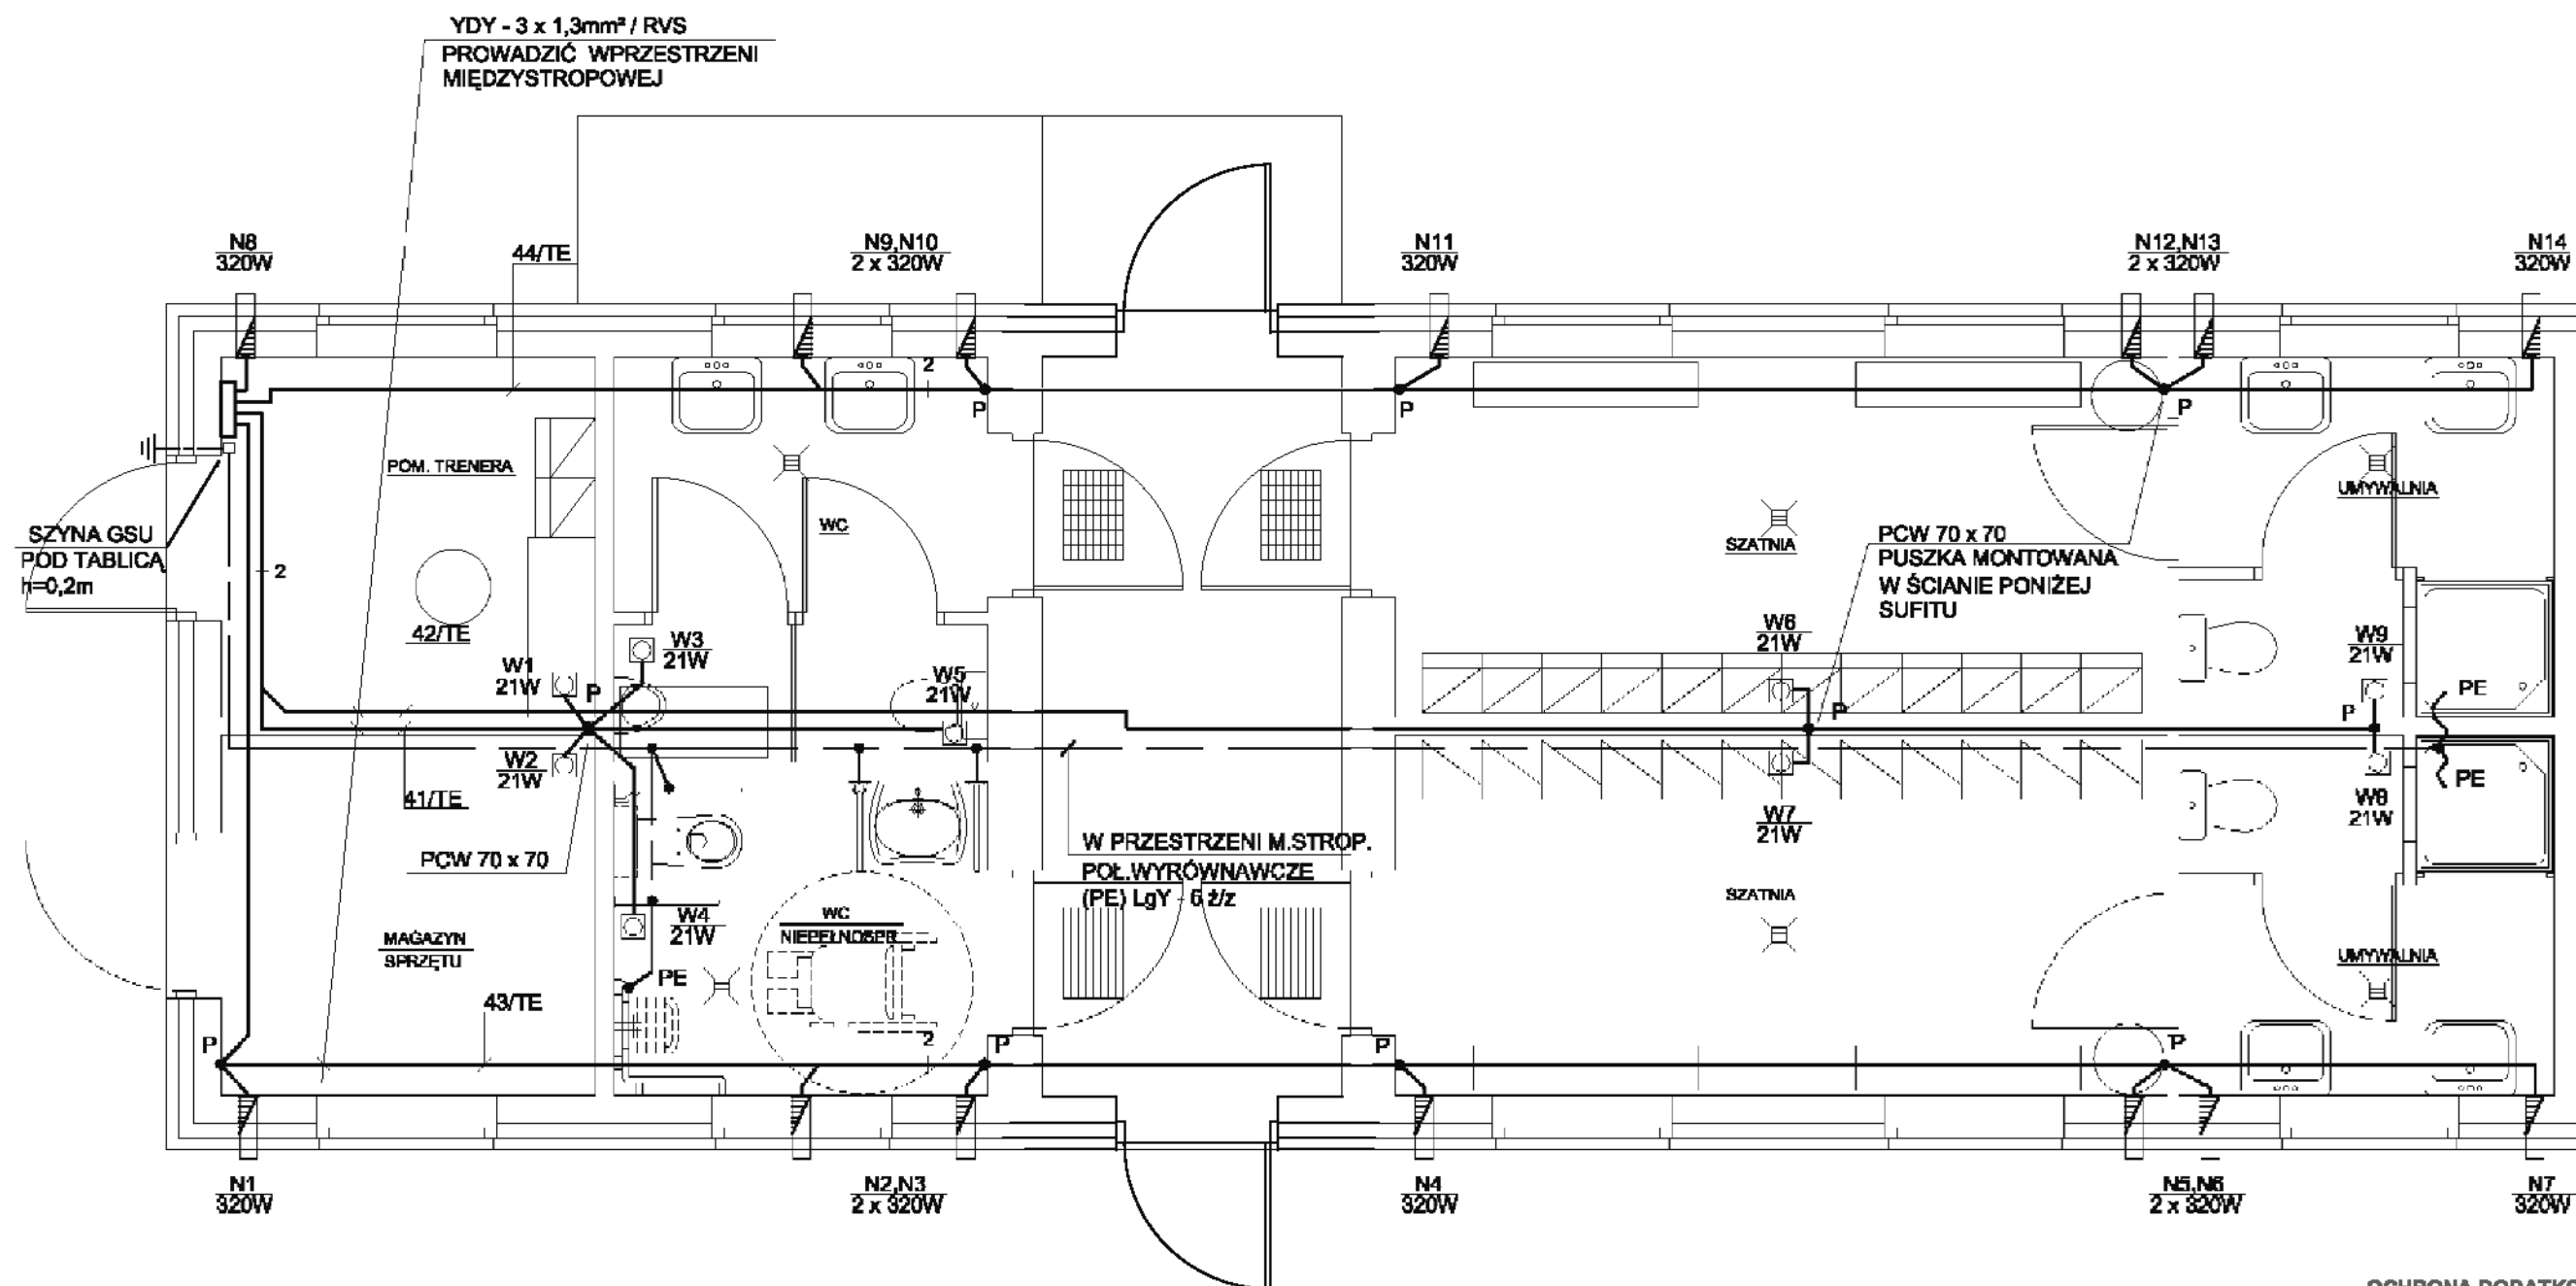 YDY - 3 x 1,3mm² / RVS
PROWADZIĆ WPRZESTRZENI
MIĘDZYSTROPOWEJ
N8
320W
44/TE
N9,N10
2 x 320W
N11
320W
N12,N13
2 x 320W
N14
320W
2
P
P
P
POM. TRENERA
WC
UMYWALNIA
SZATNIA
SZYNA GSU
POD TABLICĄ
h=0,2m
2
PCW 70 x 70
PUSZKA MONTOWANA
W ŚCIANIE PONIŻEJ
SUFITU
42/TE
W3
21W
W6
21W
W9
21W
W1
21W
P
W5
21W
PE
P
P
W2
21W
PE
41/TE
W7
21W
W8
21W
PCW 70 x 70
W PRZESTRZENI M.STROP.
POŁ.WYRÓWNAWCZE
(PE) LgY - 6 ż/z
SZATNIA
W4
21W
WC
NIEPEŁNOSPR.
MAGAZYN
SPRZĘTU
UMYWALNIA
PE
43/TE
P
2
P
P
P
N1
320W
N2,N3
2 x 320W
N4
320W
N5,N6
2 x 320W
N7
320W